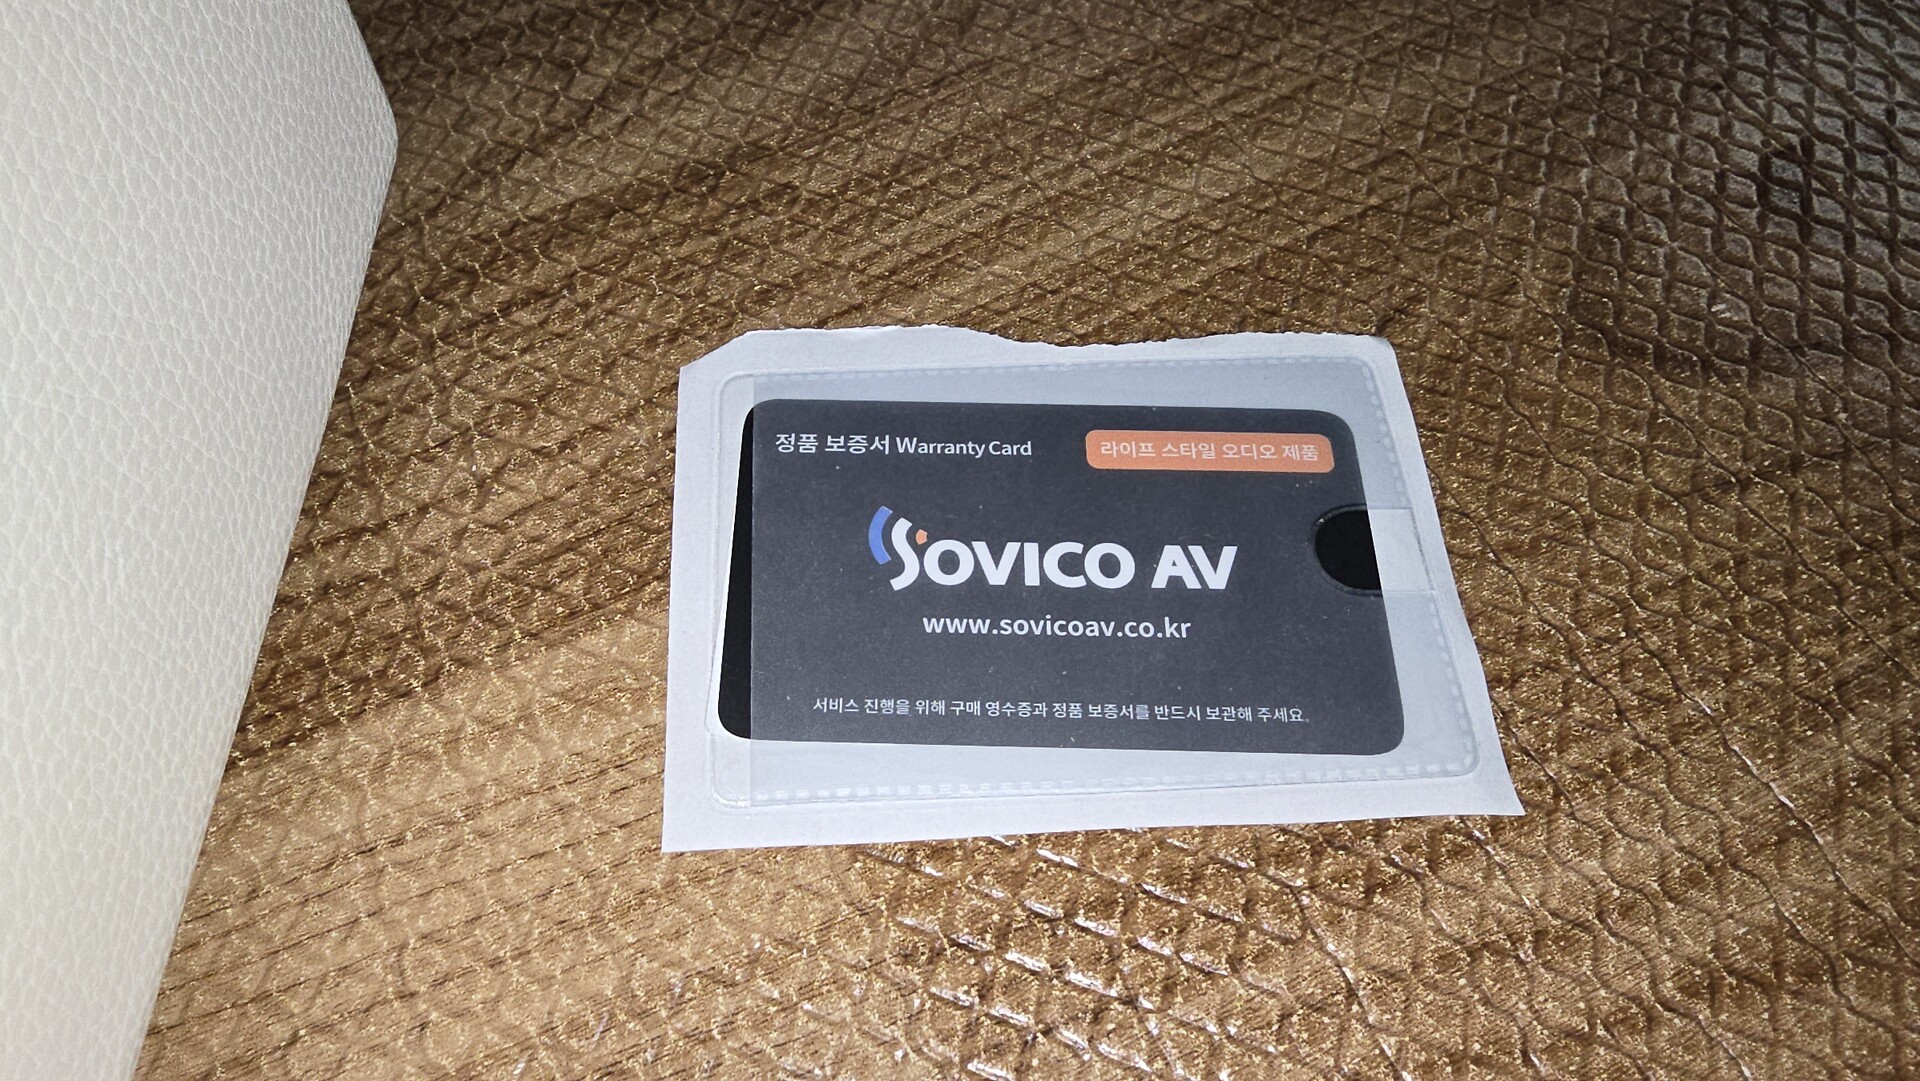 정품 보증서 Warranty Card
라이프 스타일 오디오 제품
SOVICO AV
www.sovicoav.co.kr
서비스 진행을 위해 구매 영수증과 정품 보증서를 반드시 보관해 주세요.